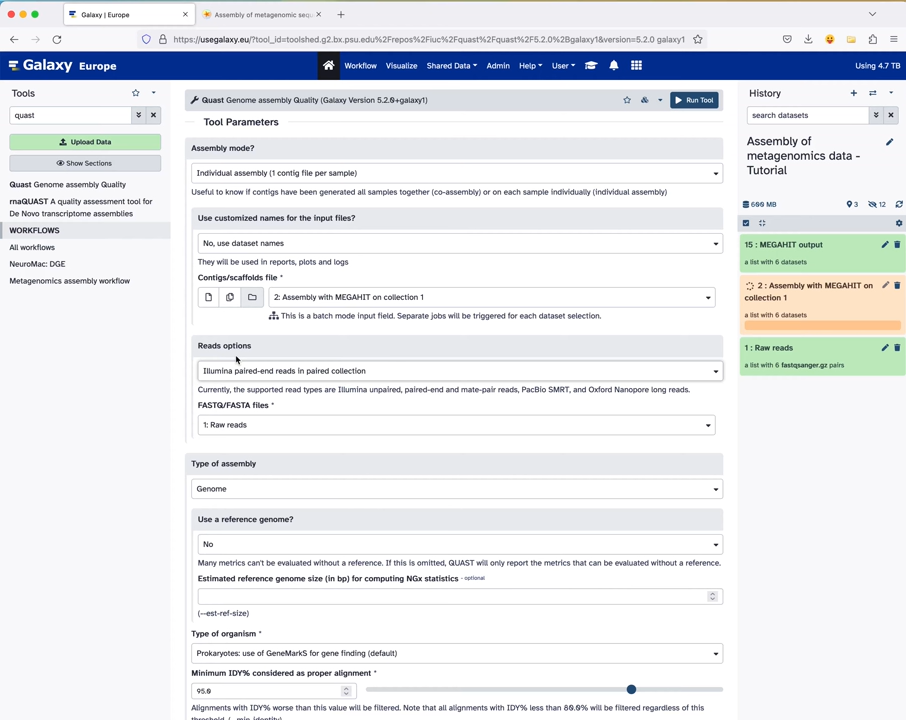 Galaxy | Europe
Assembly of metagenomic sequ
https://usegalaxy.eu/?tool_id=toolshed.g2.bx.psu.edu%2Frepos%2Fiuc%2Fquast%2Fquast%2F5.2.0%2Bgalaxy1&version=5.2.0 galaxy1
Galaxy Europe
Workflow
Visualize
Shared Data
Admin
Help
User
Using 4.7 TB
Tools
quast
Upload Data
Show Sections
Quast Genome assembly Quality
rnaQUAST A quality assessment tool for
De Novo transcriptome assemblies
WORKFLOWS
All workflows
NeuroMac: DGE
Metagenomics assembly workflow
Quast Genome assembly Quality (Galaxy Version 5.2.0+galaxy1)
Run Tool
Tool Parameters
Assembly mode?
Individual assembly (1 contig file per sample)
Useful to know if contigs have been generated all samples together (co-assembly) or on each sample individually (individual assembly)
Use customized names for the input files?
No, use dataset names
They will be used in reports, plots and logs
Contigs/scaffolds file *
2: Assembly with MEGAHIT on collection 1
This is a batch mode input field. Separate jobs will be triggered for each dataset selection.
Reads options
Illumina paired-end reads in paired collection
Currently, the supported read types are Illumina unpaired, paired-end and mate-pair reads, PacBio SMRT, and Oxford Nanopore long reads.
FASTQ/FASTA files *
1: Raw reads
Type of assembly
Genome
Use a reference genome?
No
Many metrics can't be evaluated without a reference. If this is omitted, QUAST will only report the metrics that can be evaluated without a reference.
Estimated reference genome size (in bp) for computing NGx statistics - optional
(--est-ref-size)
Type of organism *
Prokaryotes: use of GeneMarkS for gene finding (default)
Minimum IDY% considered as proper alignment *
95.0
Alignments with IDY% worse than this value will be filtered. Note that all alignments with IDY% less than 80.0% will be filtered regardless of this
threshold. (--min-identity)
History
search datasets
Assembly of
metagenomics data -
Tutorial
600 MB
3
12
15 : MEGAHIT output
a list with 6 datasets
2 : Assembly with MEGAHIT on
collection 1
a list with 6 datasets
1 : Raw reads
a list with 6 fastqsanger.gz pairs